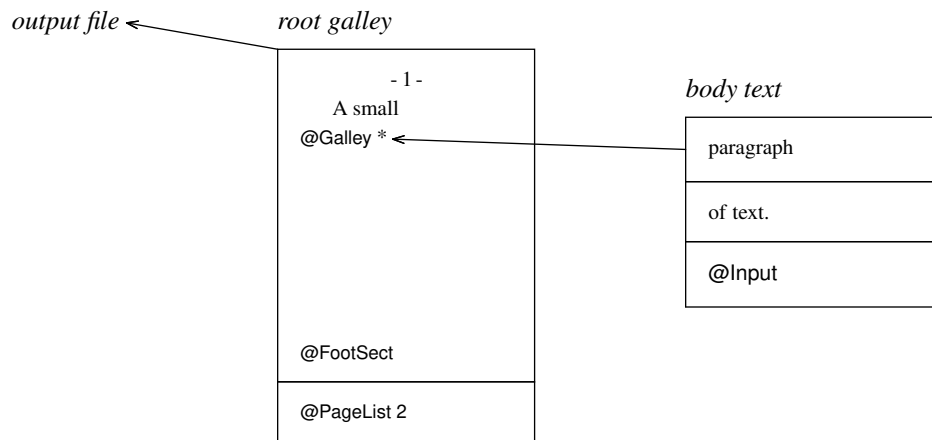 output file
root galley
- 1 -
A small
@Galley *
@FootSect
@PageList 2
body text
paragraph
of text.
@Input